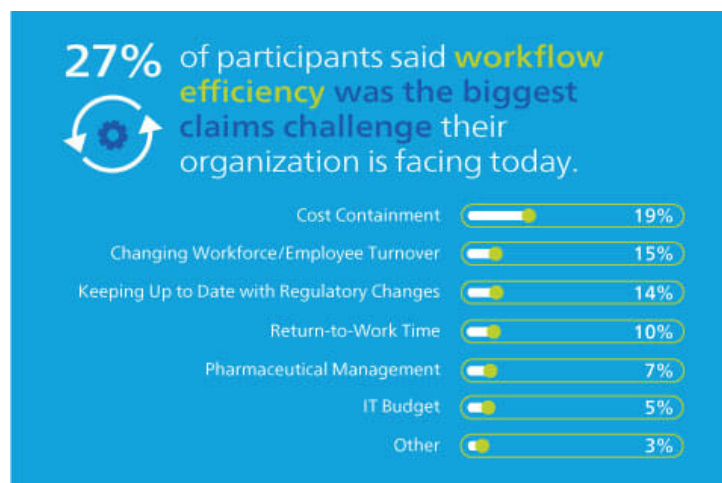 27% of participants said workflow
efficiency was the biggest
claims challenge their
organization is facing today.
Cost Containment 19%
Changing Workforce/Employee Turnover 15%
Keeping Up to Date with Regulatory Changes 14%
Return-to-Work Time 10%
Pharmaceutical Management 7%
IT Budget 5%
Other 3%